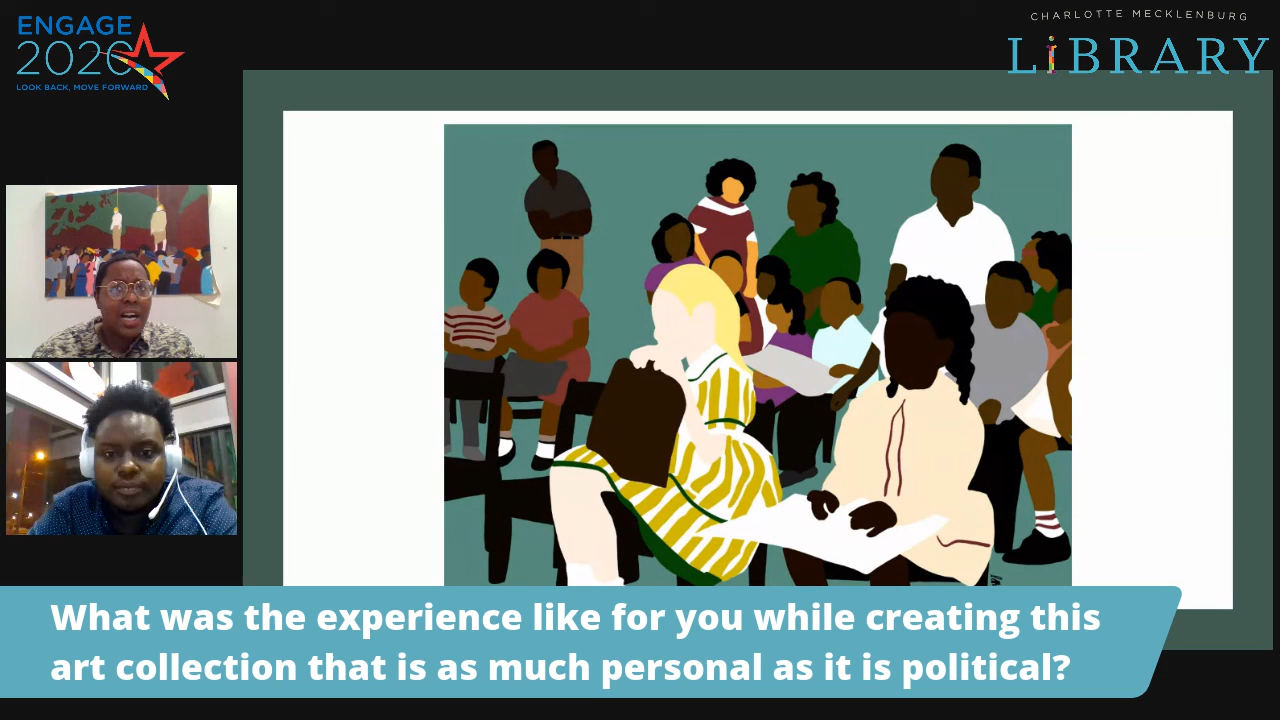 ENGAGE
2020
LOOK BACK, MOVE FORWARD
CHARLOTTE MECKLENBURG
LiBRARY
What was the experience like for you while creating this
art collection that is as much personal as it is political?